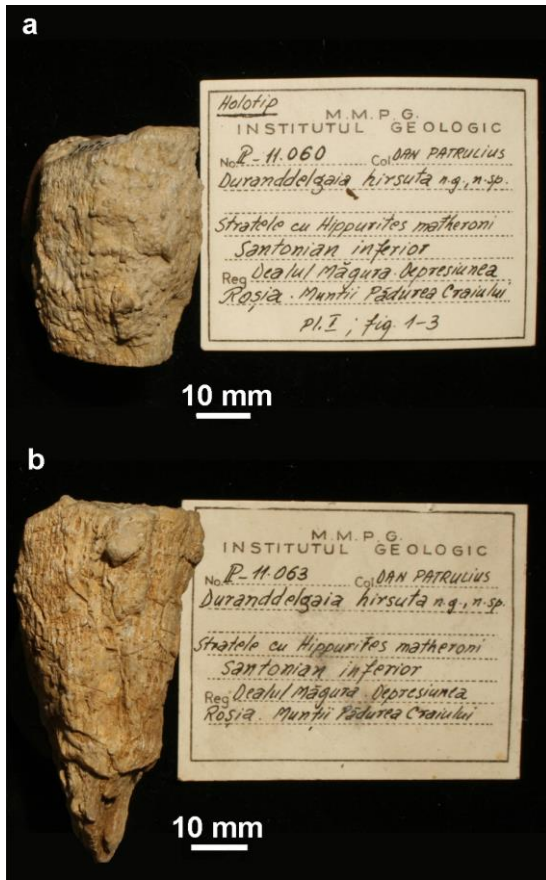 a
Holotip
M.M.P.G.
INSTITUTUL GEOLOGIC
No. IP-11.060 Col. DAN PATRULIUS
Duranddelgaia hirsuta n.g., n.sp.
Stratele cu Hippurites matheroni
Santonian inferior
Reg Dealul Măgura. Depresiunea
Roșia. Munții Pădurea Craiului
pl. I ; fig. 1-3
10 mm
b
M.M.P.G.
INSTITUTUL GEOLOGIC
No. IP-11.063 Col. DAN PATRULIUS
Duranddelgaia hirsuta n.g., n.sp.
Stratele cu Hippurites matheroni
Santonian inferior
Reg Dealul Măgura. Depresiunea
Roșia. Munții Pădurea Craiului
10 mm